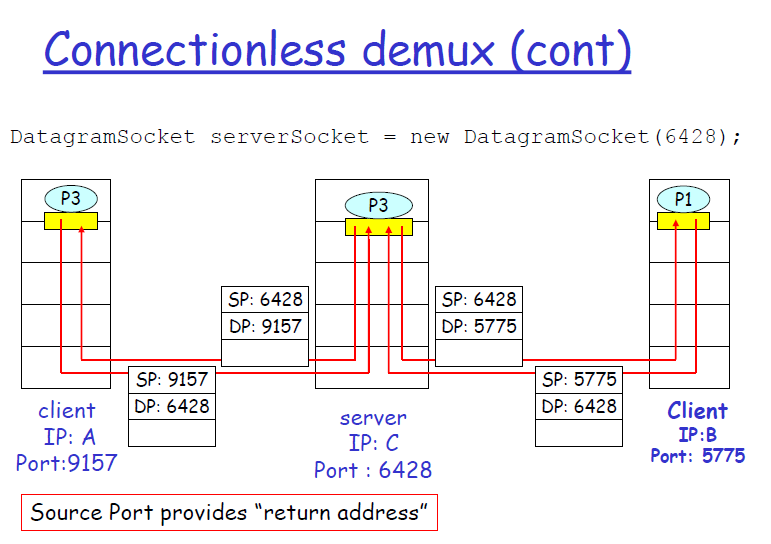 Connectionless demux (cont)
DatagramSocket serverSocket = new DatagramSocket(6428);
P3
P3
P1
SP: 6428
DP: 9157
SP: 6428
DP: 5775
SP: 9157
DP: 6428
SP: 5775
DP: 6428
client
IP: A
Port:9157
server
IP: C
Port : 6428
Client
IP:B
Port: 5775
Source Port provides “return address”